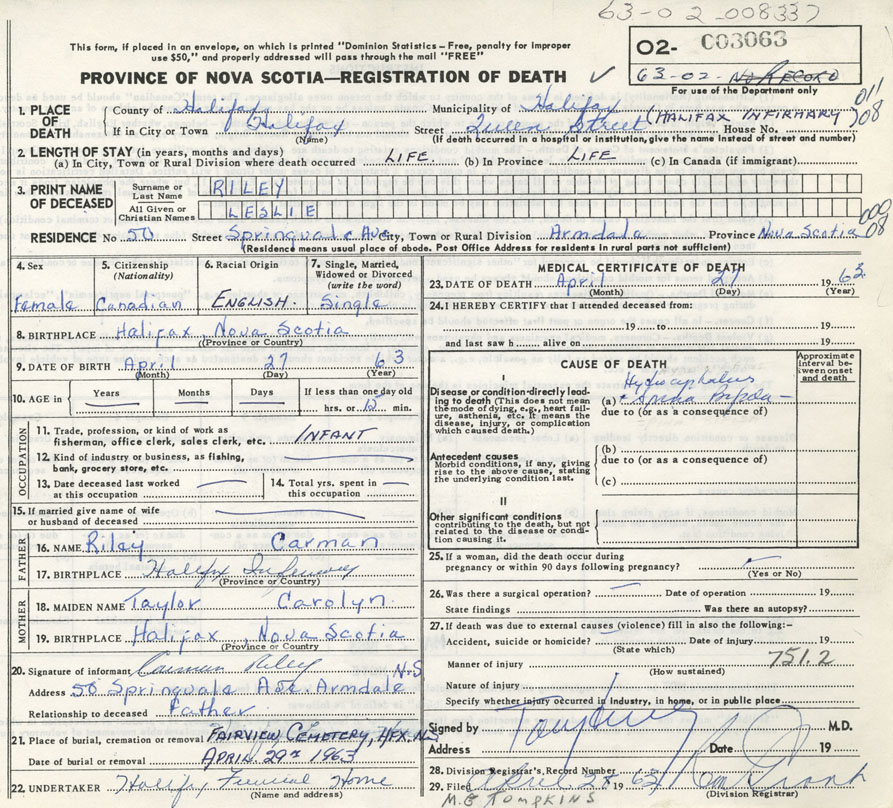 63-02-008337
This form, if placed in an envelope, on which is printed "Dominion Statistics - Free, penalty for improper
use $50," and properly addressed will pass through the mail "FREE"
O2- C03063
63-02- No RECORD
PROVINCE OF NOVA SCOTIA—REGISTRATION OF DEATH ✓
For use of the Department only
1. PLACE OF DEATH
County of Halifax Municipality of Halifax 011
If in City or Town Halifax Street Queen Street (HALIFAX INFIRMARY) House No. 08
(Name) (If death occurred in a hospital or institution, give the name instead of street and number)
2. LENGTH OF STAY (in years, months and days)
(a) In City, Town or Rural Division where death occurred LIFE. (b) In Province LIFE (c) In Canada (if immigrant)
3. PRINT NAME OF DECEASED
Surname or Last Name RILEY
All Given or Christian Names LESLIE
009
08
RESIDENCE No 50 Street Springvale Ave City, Town or Rural Division Armdale Province Nova Scotia
(Residence means usual place of abode. Post Office Address for residents in rural parts not sufficient)
4. Sex Female
5. Citizenship (Nationality) Canadian
6. Racial Origin ENGLISH.
7. Single, Married, Widowed or Divorced (write the word) Single
8. BIRTHPLACE Halifax, Nova Scotia
(Province or Country)
9. DATE OF BIRTH April 27 63
(Month) (Day) (Year)
10. AGE in Years Months Days If less than one day old
hrs. or 12 min.
OCCUPATION
11. Trade, profession, or kind of work as
fisherman, office clerk, sales clerk, etc. INFANT
12. Kind of industry or business, as fishing,
bank, grocery store, etc.
13. Date deceased last worked
at this occupation
14. Total yrs. spent in
this occupation
15. If married give name of wife
or husband of deceased
FATHER
16. NAME Riley Carman
17. BIRTHPLACE Halifax Infirmary
(Province or Country)
MOTHER
18. MAIDEN NAME Taylor Carolyn
19. BIRTHPLACE Halifax, Nova Scotia
(Province or Country)
20. Signature of informant Carman Riley
Address 50 Springvale Ave. Armdale N.S
Relationship to deceased Father
21. Place of burial, cremation or removal FAIRVIEW CEMETERY, HFX. N.S
Date of burial or removal APRIL 29th 1963
22. UNDERTAKER Halifax Funeral Home
(Name and address)
MEDICAL CERTIFICATE OF DEATH
23. DATE OF DEATH April 27 1963
(Month) (Day) (Year)
24. I HEREBY CERTIFY that I attended deceased from:
19 to 19
and last saw h alive on 19
CAUSE OF DEATH
Approximate interval between onset and death
I
Disease or condition directly leading
to death (This does not mean
the mode of dying, e.g., heart failure,
asthenia, etc. It means the
disease, injury, or complication
which caused death.)
(a) Hydrocephalus
+ Spina Bifida -
due to (or as a consequence of)
Antecedent causes
Morbid conditions, if any, giving
rise to the above cause, stating
the underlying condition last.
(b)
due to (or as a consequence of)
(c)
II
Other significant conditions
contributing to the death, but not
related to the disease or condition
causing it.
25. If a woman, did the death occur during
pregnancy or within 90 days following pregnancy?
(Yes or No)
26. Was there a surgical operation? Date of operation 19
State findings Was there an autopsy?
27. If death was due to external causes (violence) fill in also the following:-
Accident, suicide or homicide? Date of injury 19
(State which)
751.2
Manner of injury
(How sustained)
Nature of injury
Specify whether injury occurred in industry, in home, or in public place
Signed by M.D.
Address Date 19
28. Division Registrar's Record Number
29. Filed April 1963
(Division Registrar)
M.E TOMPKINS